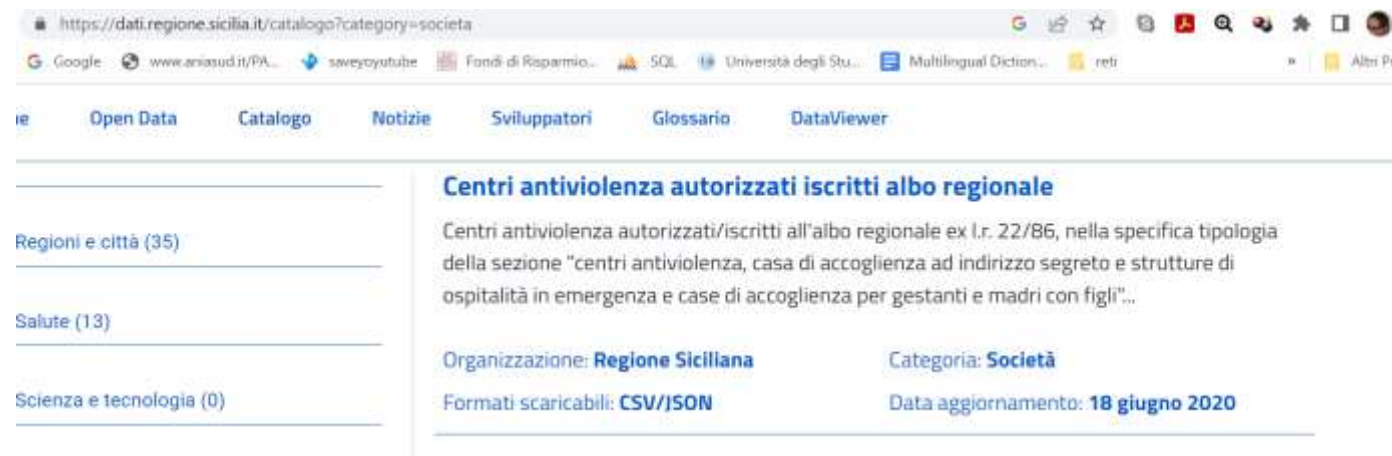 https://dati.regione.sicilia.it/catalogo?category=societa
Google www.aniasud.it/PA... saveyoyutube Fondi di Risparmio... SQL Università degli Stu... Multilingual Diction... reti » Altri P
ne Open Data Catalogo Notizie Sviluppatori Glossario DataViewer
Centri antiviolenza autorizzati iscritti albo regionale
Regioni e città (35)
Salute (13)
Scienza e tecnologia (0)
Centri antiviolenza autorizzati/iscritti all'albo regionale ex l.r. 22/86, nella specifica tipologia
della sezione "centri antiviolenza, casa di accoglienza ad indirizzo segreto e strutture di
ospitalità in emergenza e case di accoglienza per gestanti e madri con figli"...
Organizzazione: Regione Siciliana Categoria: Società
Formati scaricabili: CSV/JSON Data aggiornamento: 18 giugno 2020